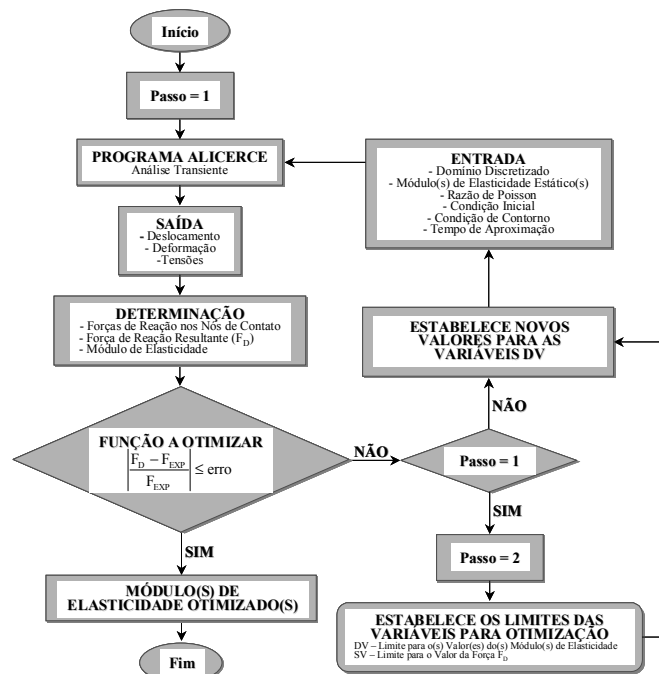 Início
Passo = 1
PROGRAMA ALICERCE
Análise Transiente
SAÍDA
- Deslocamento
- Deformação
-Tensões
DETERMINAÇÃO
- Forças de Reação nos Nós de Contato
- Força de Reação Resultante (F_D)
- Módulo de Elasticidade
FUNÇÃO A OTIMIZAR
|(F_D – F_EXP) / F_EXP| ≤ erro
SIM
NÃO
MÓDULO(S) DE
ELASTICIDADE OTIMIZADO(S)
Fim
ENTRADA
- Domínio Discretizado
- Módulo(s) de Elasticidade Estático(s)
- Razão de Poisson
- Condição Inicial
- Condição de Contorno
- Tempo de Aproximação
ESTABELECE NOVOS
VALORES PARA AS
VARIÁVEIS DV
NÃO
Passo = 1
SIM
Passo = 2
ESTABELECE OS LIMITES DAS
VARIÁVEIS PARA OTIMIZAÇÃO
DV – Limite para o(s) Valor(es) do(s) Módulo(s) de Elasticidade
SV – Limite para o Valor da Força F_D